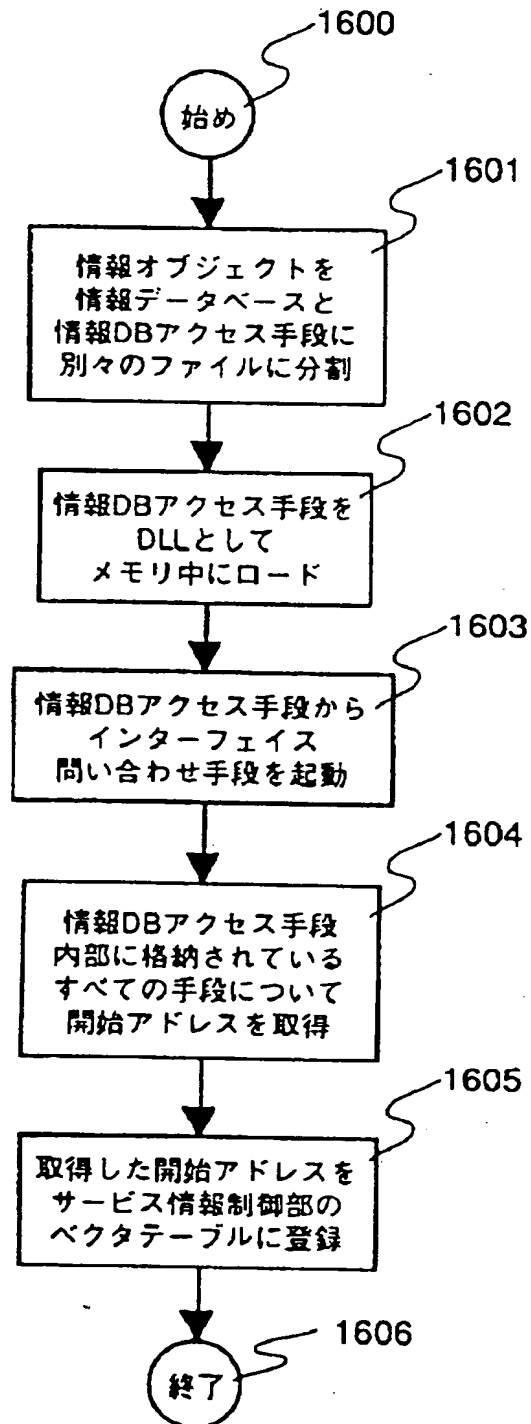 1600
始め
1601
情報オブジェクトを
情報データベースと
情報DBアクセス手段に
別々のファイルに分割
1602
情報DBアクセス手段を
DLLとして
メモリ中にロード
1603
情報DBアクセス手段から
インターフェイス
問い合わせ手段を起動
1604
情報DBアクセス手段
内部に格納されている
すべての手段について
開始アドレスを取得
1605
取得した開始アドレスを
サービス情報制御部の
ベクタテーブルに登録
1606
終了